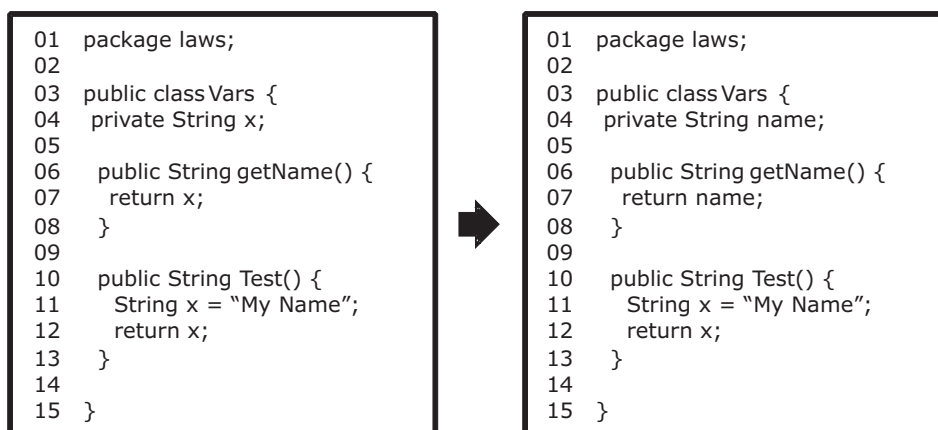 01 package laws;
02
03 public class Vars {
04 private String x;
05
06 public String getName() {
07 return x;
08 }
09
10 public String Test() {
11 String x = “My Name”;
12 return x;
13 }
14
15 }
01 package laws;
02
03 public class Vars {
04 private String name;
05
06 public String getName() {
07 return name;
08 }
09
10 public String Test() {
11 String x = “My Name”;
12 return x;
13 }
14
15 }